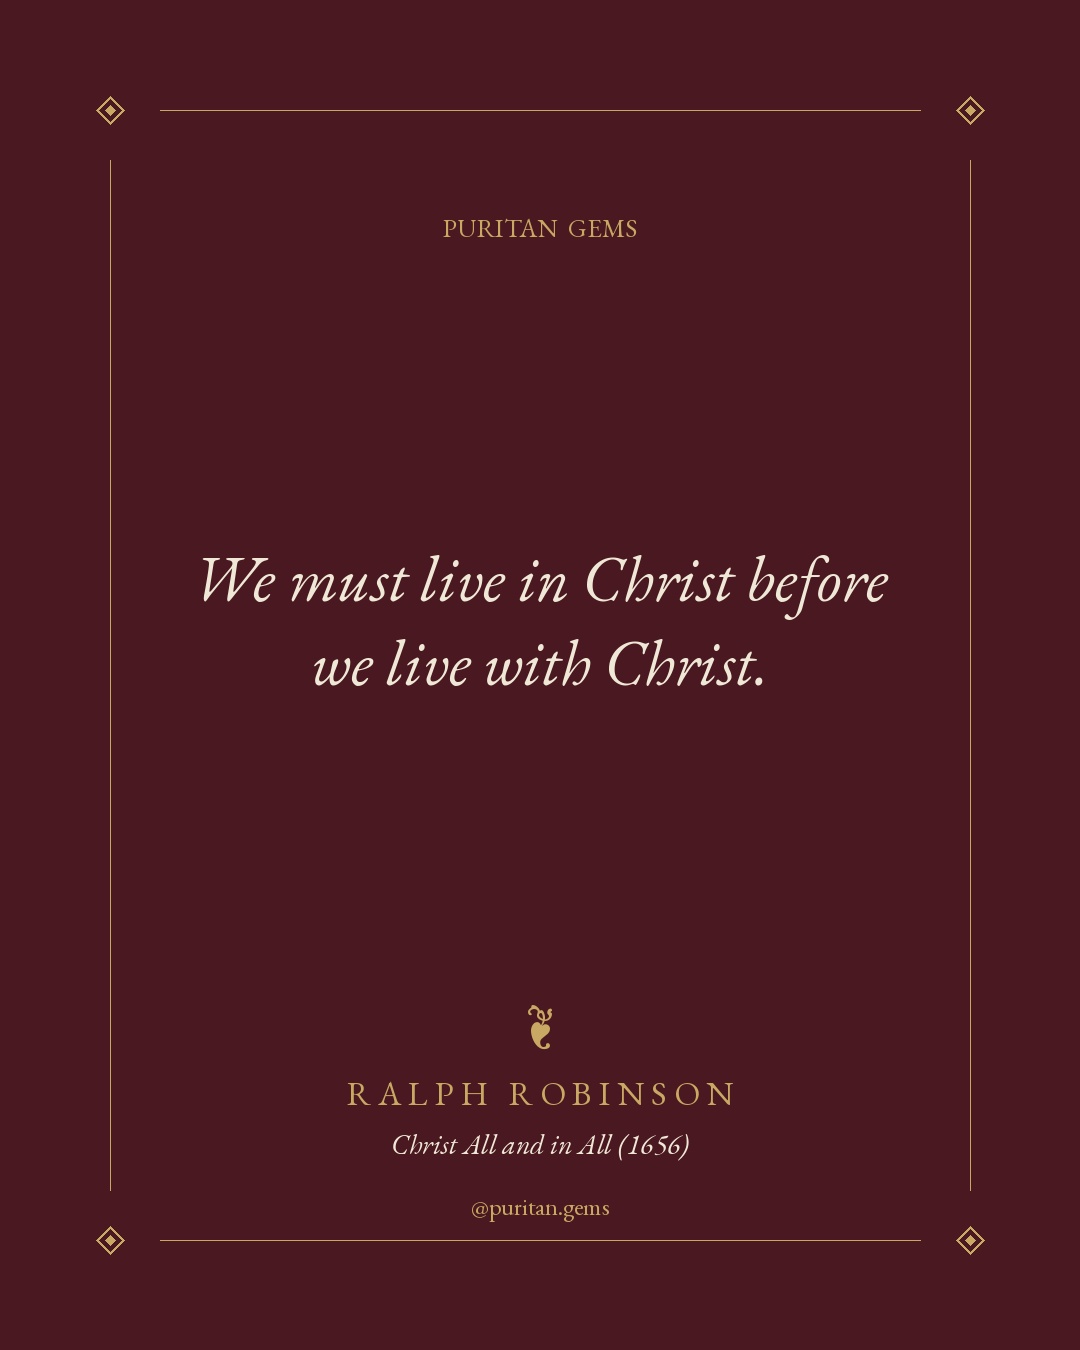 PURITAN GEMS
We must live in Christ before
we live with Christ.
RALPH ROBINSON
Christ All and in All (1656)
@puritan.gems